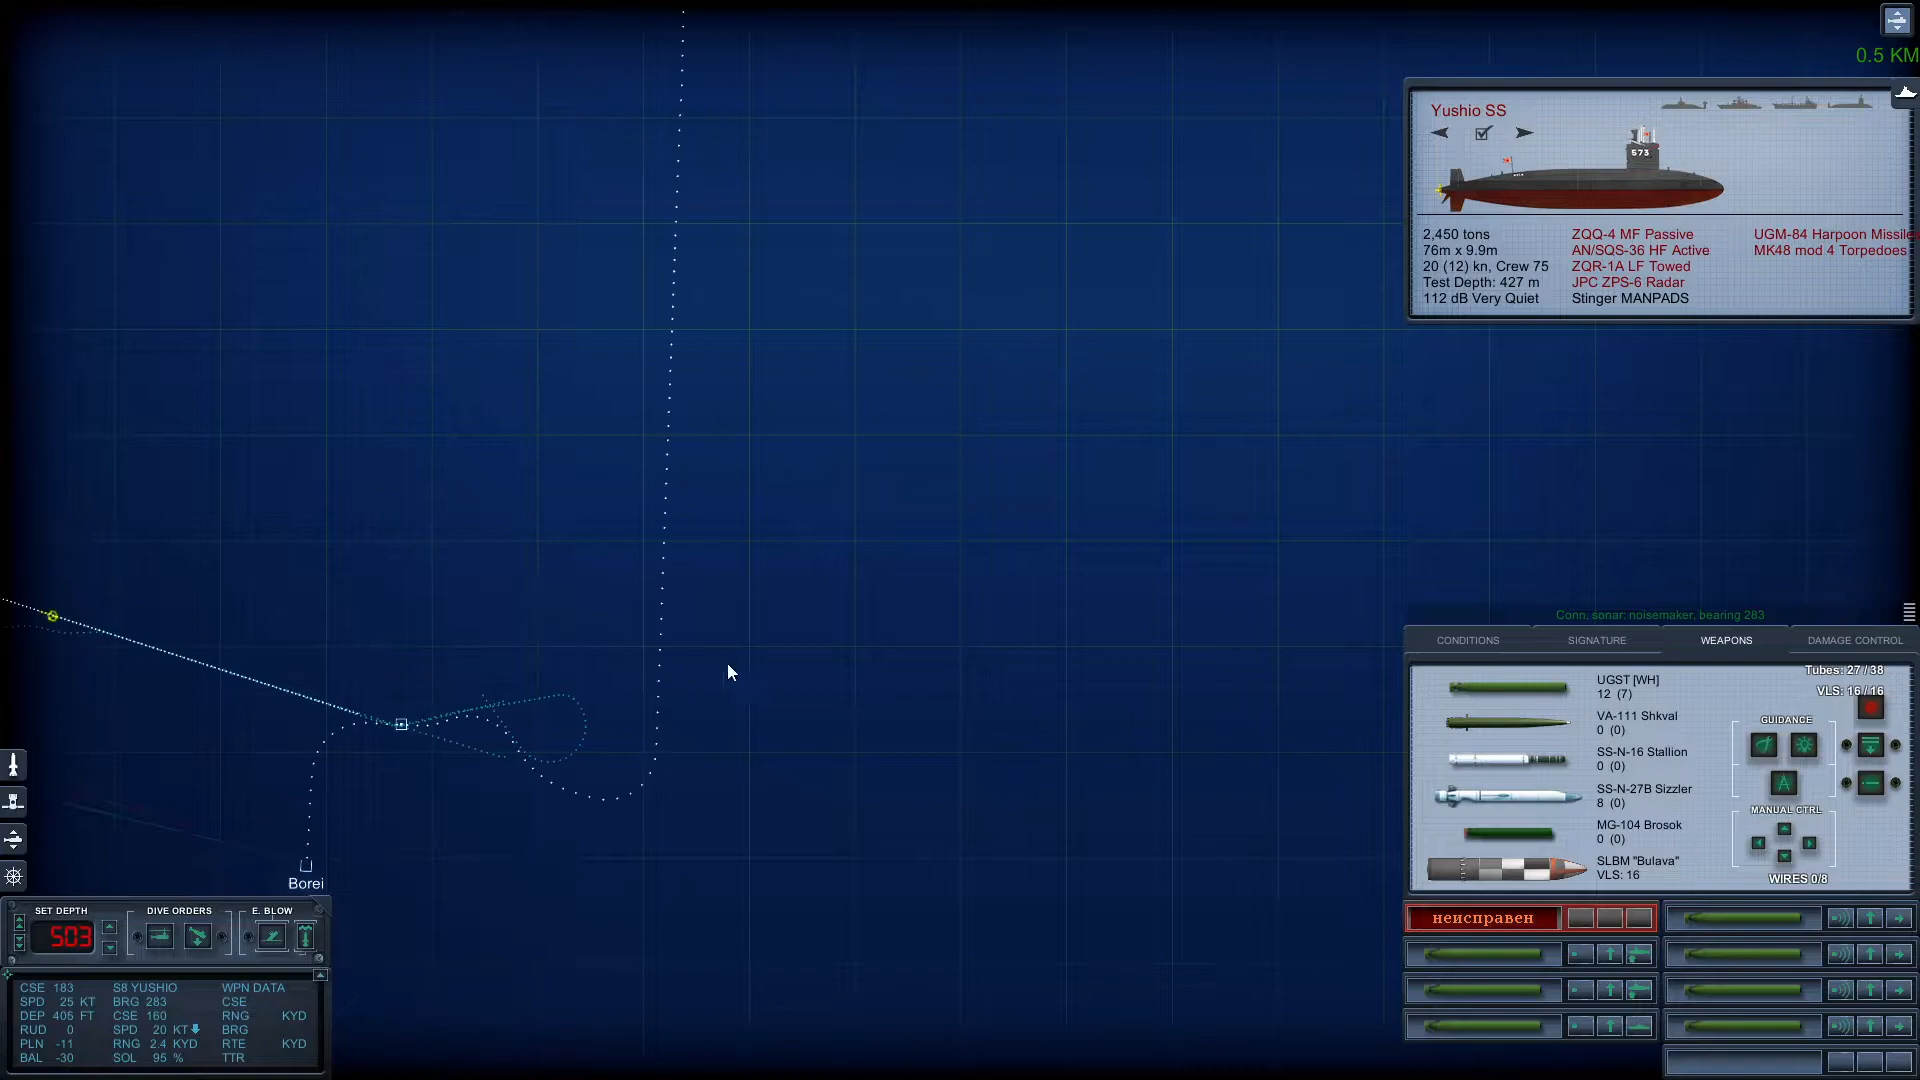 0.5 KM
Yushio SS
573
2,450 tons
76m x 9.9m
20 (12) kn, Crew 75
Test Depth: 427 m
112 dB Very Quiet
ZQQ-4 MF Passive
AN/SQS-36 HF Active
ZQR-1A LF Towed
JPC ZPS-6 Radar
Stinger MANPADS
UGM-84 Harpoon Missiles
MK48 mod 4 Torpedoes
Conn, sonar: noisemaker, bearing 283
CONDITIONS SIGNATURE WEAPONS DAMAGE CONTROL
Tubes: 27/38
VLS: 16/16
UGST [WH]
12 (7)
VA-111 Shkval
0 (0)
SS-N-16 Stallion
0 (0)
SS-N-27B Sizzler
8 (0)
MG-104 Brosok
0 (0)
SLBM "Bulava"
VLS: 16
GUIDANCE
MANUAL CTRL
WIRES 0/8
неисправен
Borei
SET DEPTH DIVE ORDERS E. BLOW
503
CSE 183
SPD 25 KT
DEP 405 FT
RUD 0
PLN -11
BAL -30
S8 YUSHIO
BRG 283
CSE 160
SPD 20 KT
RNG 2.4 KYD
SOL 95 %
WPN DATA
CSE
RNG KYD
BRG
RTE KYD
TTR